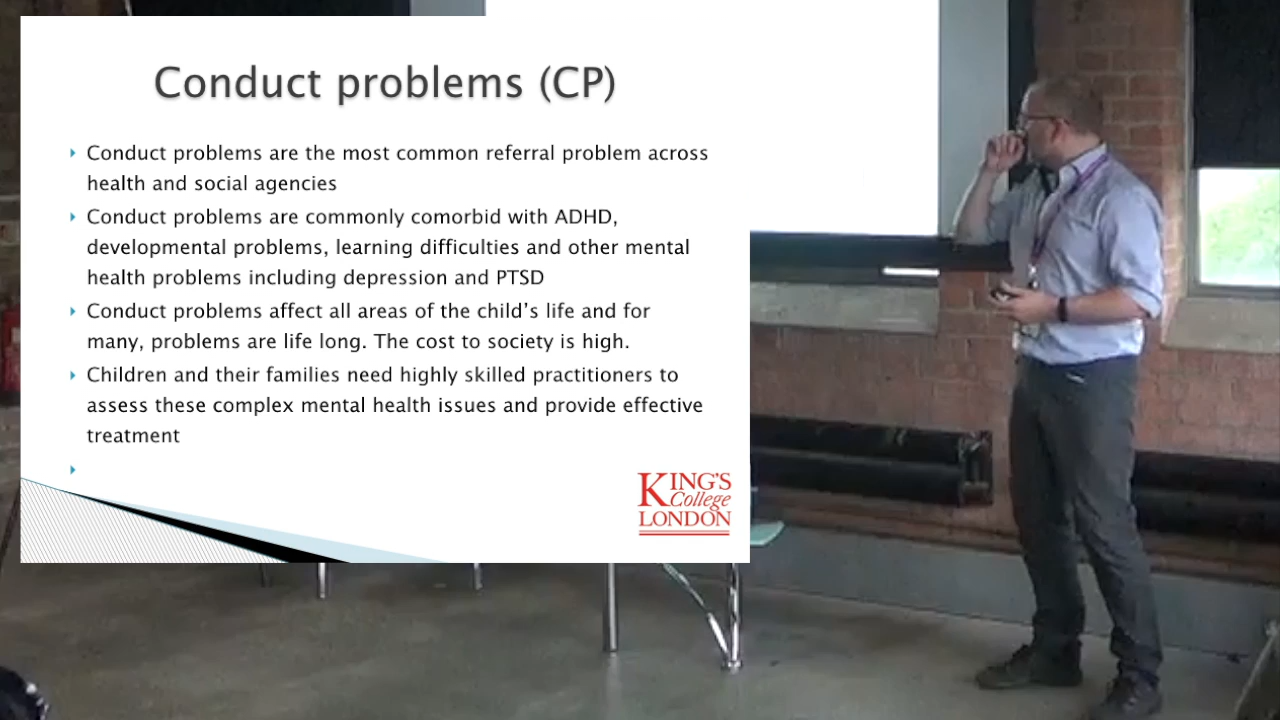 Conduct problems (CP)
Conduct problems are the most common referral problem across
health and social agencies
Conduct problems are commonly comorbid with ADHD,
developmental problems, learning difficulties and other mental
health problems including depression and PTSD
Conduct problems affect all areas of the child's life and for
many, problems are life long. The cost to society is high.
Children and their families need highly skilled practitioners to
assess these complex mental health issues and provide effective
treatment
KING'S
College
LONDON